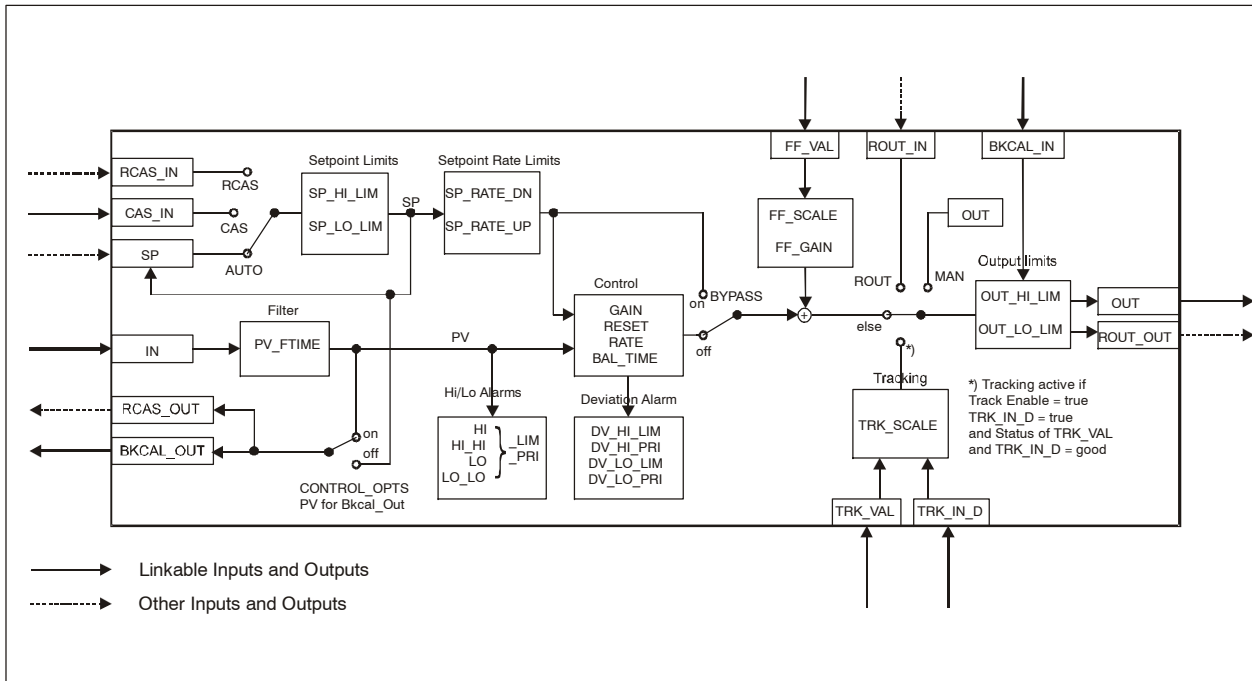 FF_VAL
ROUT_IN
BKCAL_IN
RCAS_IN
RCAS
Setpoint Limits
SP_HI_LIM
SP_LO_LIM
SP
Setpoint Rate Limits
SP_RATE_DN
SP_RATE_UP
CAS_IN
CAS
SP
AUTO
FF_SCALE
FF_GAIN
OUT
ROUT
MAN
Output limits
OUT_HI_LIM
OUT_LO_LIM
OUT
ROUT_OUT
Control
GAIN
RESET
RATE
BAL_TIME
on
BYPASS
off
+
else
*)
Filter
IN
PV_FTIME
PV
RCAS_OUT
BKCAL_OUT
on
off
CONTROL_OPTS
PV for Bkcal_Out
Hi/Lo Alarms
HI
HI_HI
LO
LO_LO
} _LIM
_PRI
Deviation Alarm
DV_HI_LIM
DV_HI_PRI
DV_LO_LIM
DV_LO_PRI
Tracking
TRK_SCALE
*) Tracking active if
Track Enable = true
TRK_IN_D = true
and Status of TRK_VAL
and TRK_IN_D = good
TRK_VAL
TRK_IN_D
Linkable Inputs and Outputs
Other Inputs and Outputs